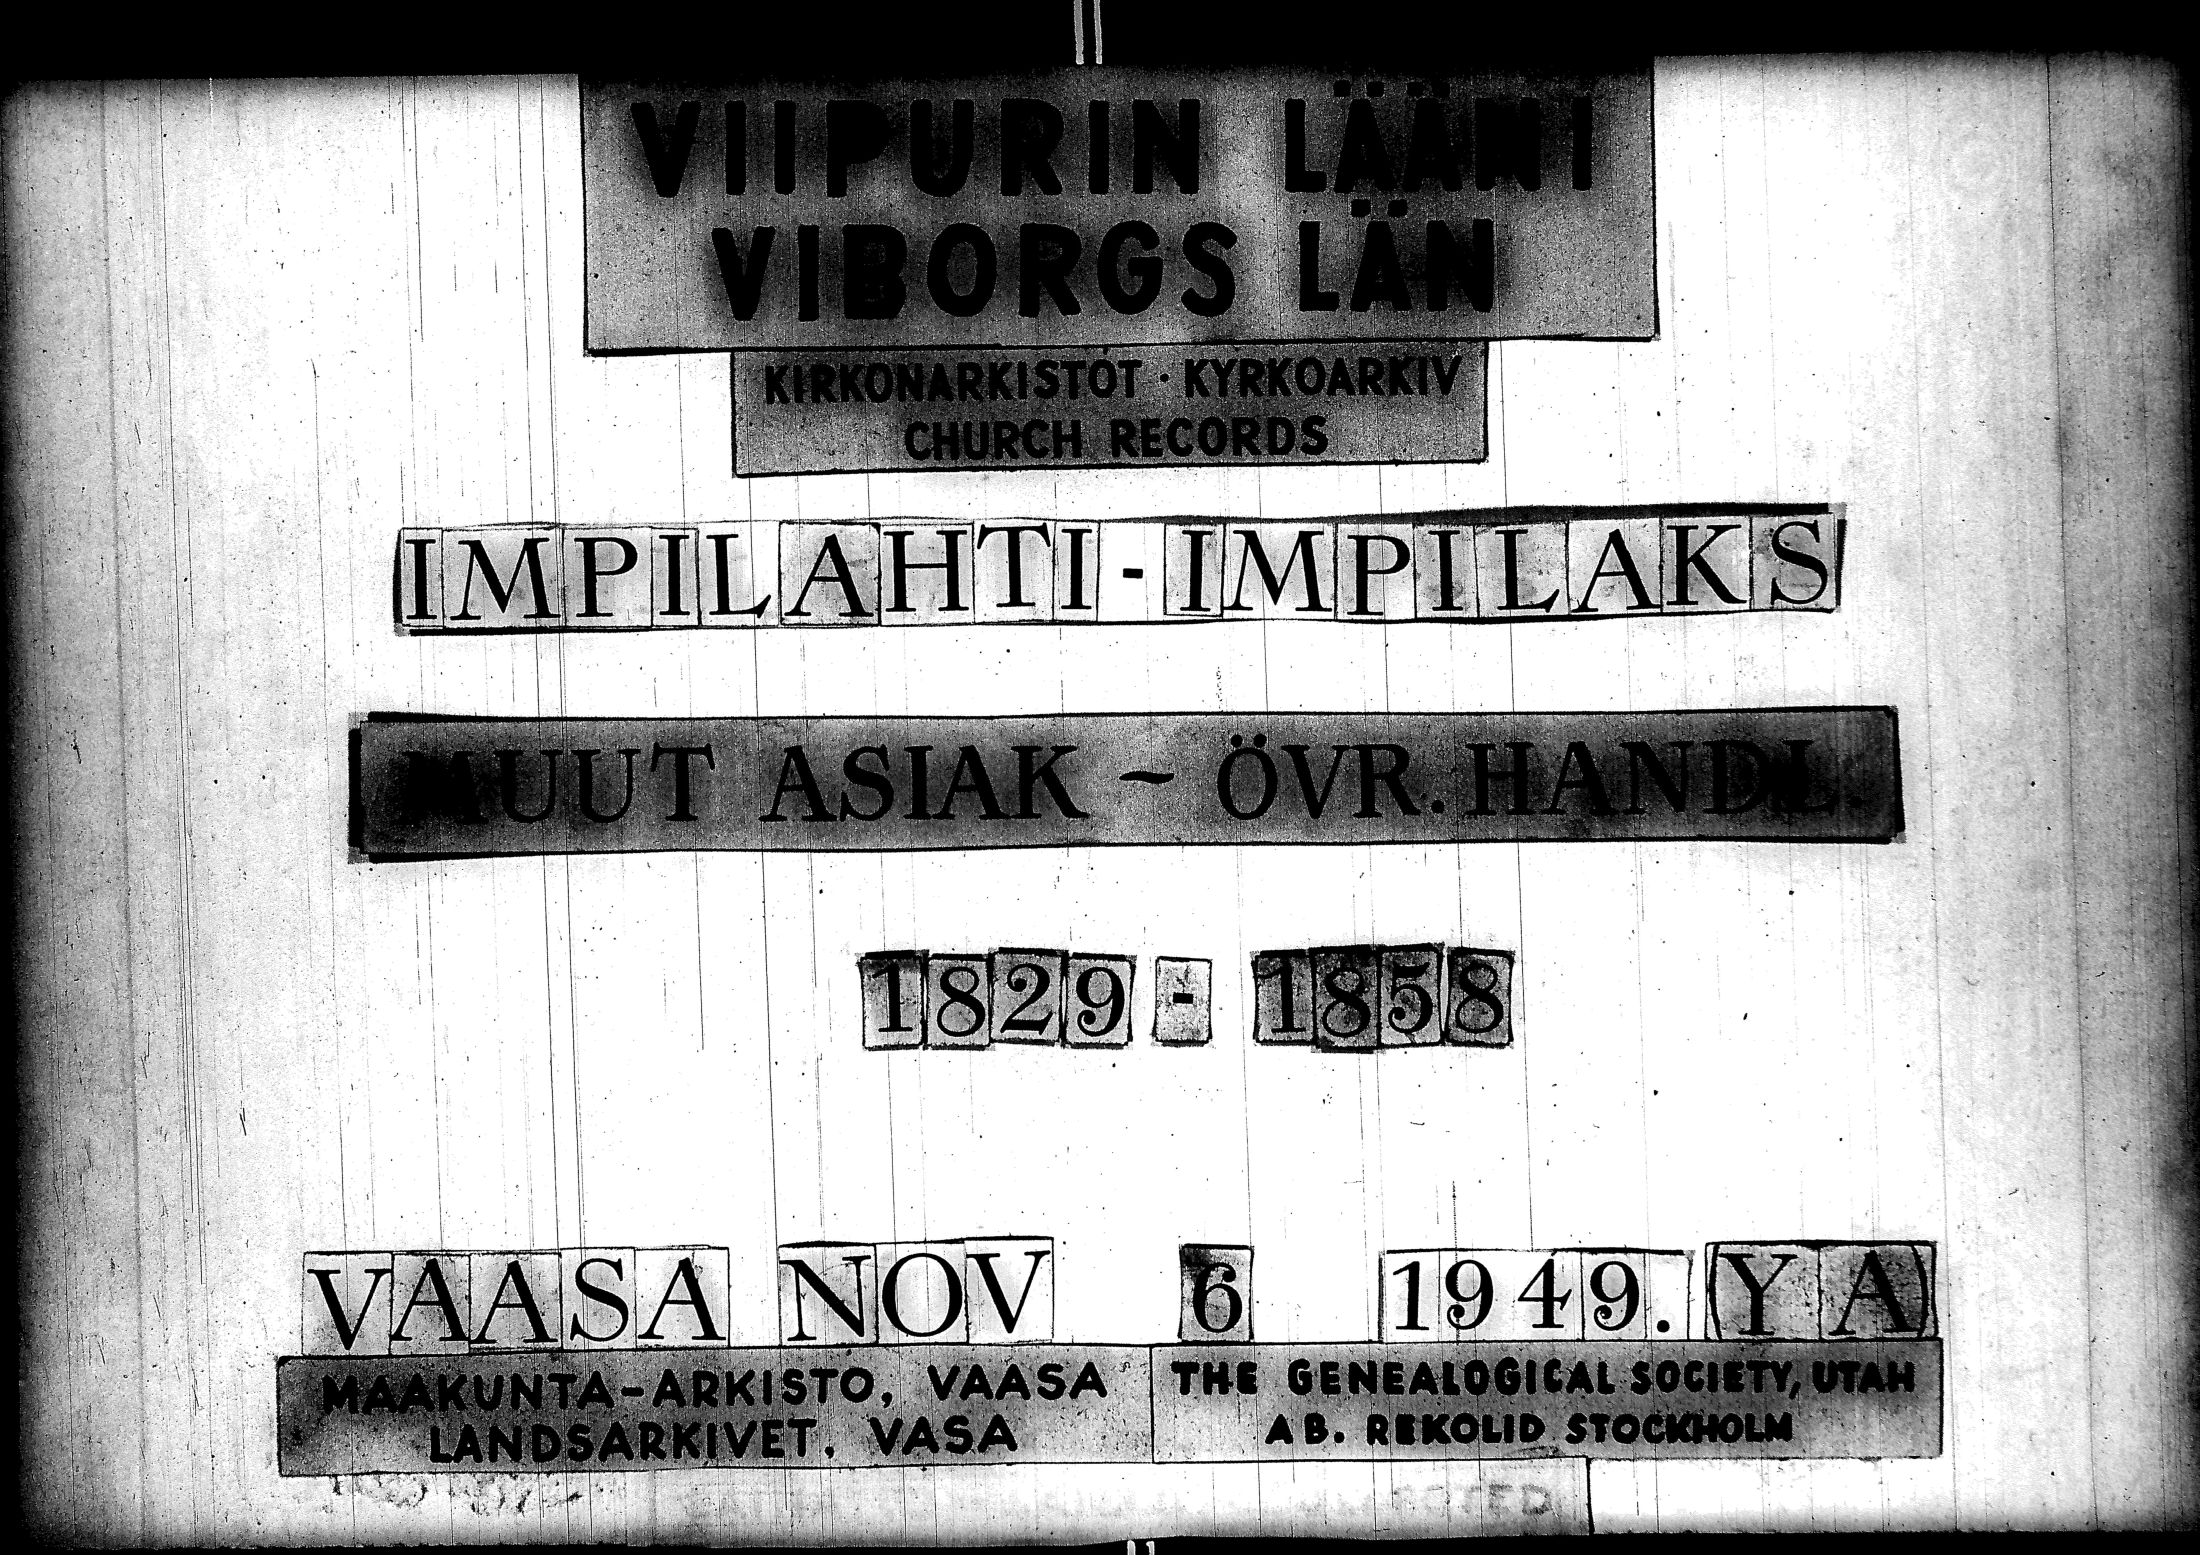 VIIPURIN LÄÄNI
VIBORGS LÄN
KIRKONARKISTOT · KYRKOARKIV
CHURCH RECORDS
IMPILAHTI - IMPILAKS
MUUT ASIAK ~ ÖVR. HANDL.
1829 - 1858
VAASA NOV 6 1949. (YA)
MAAKUNTA-ARKISTO, VAASA
LANDSARKIVET, VASA
THE GENEALOGICAL SOCIETY, UTAH
AB. REKOLID STOCKHOLM